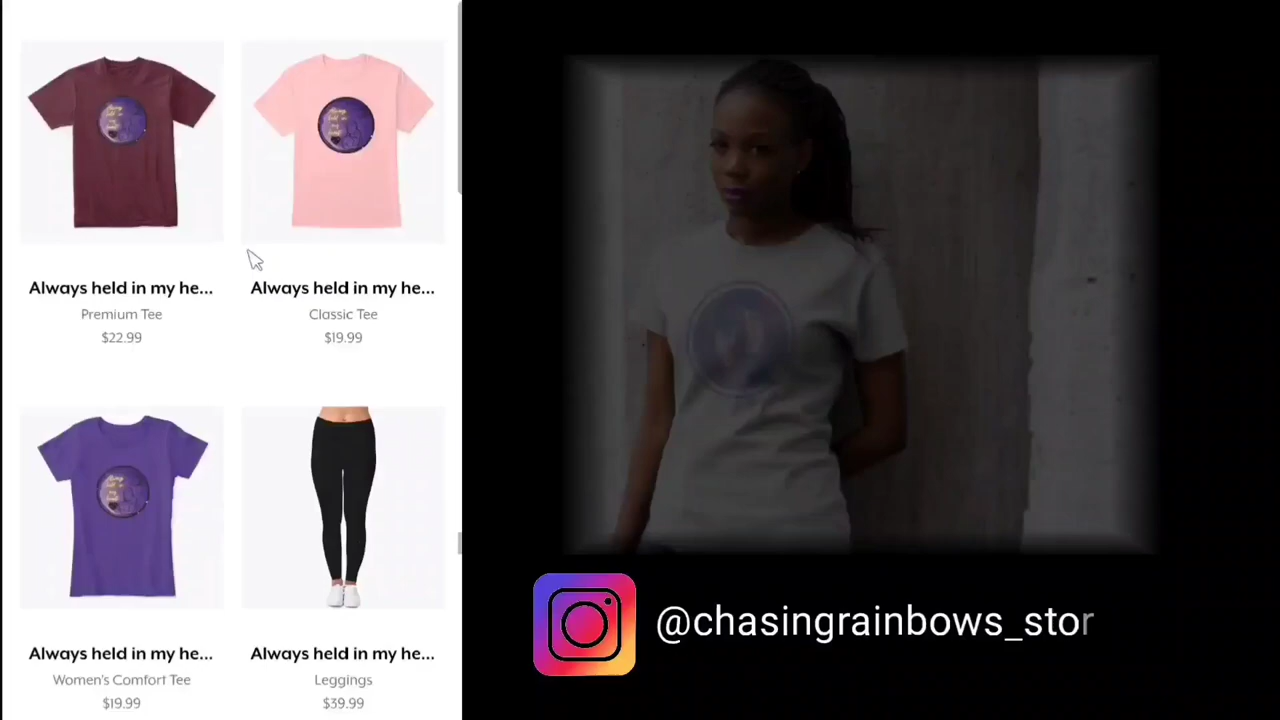 Always held in my he...
Premium Tee
$22.99
Always held in my he...
Classic Tee
$19.99
Always held in my he...
Women's Comfort Tee
$19.99
Always held in my he...
Leggings
$39.99
@chasingrainbows_stor